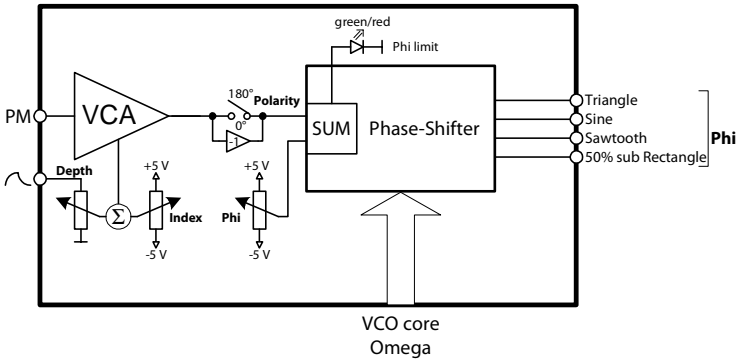 green/red
Phi limit
180°
Polarity
0°
-1
PM
VCA
SUM
Phase-Shifter
Triangle
Sine
Sawtooth
50% sub Rectangle
Phi
Depth
+5 V
+5 V
Σ
Index
Phi
-5 V
-5 V
VCO core
Omega